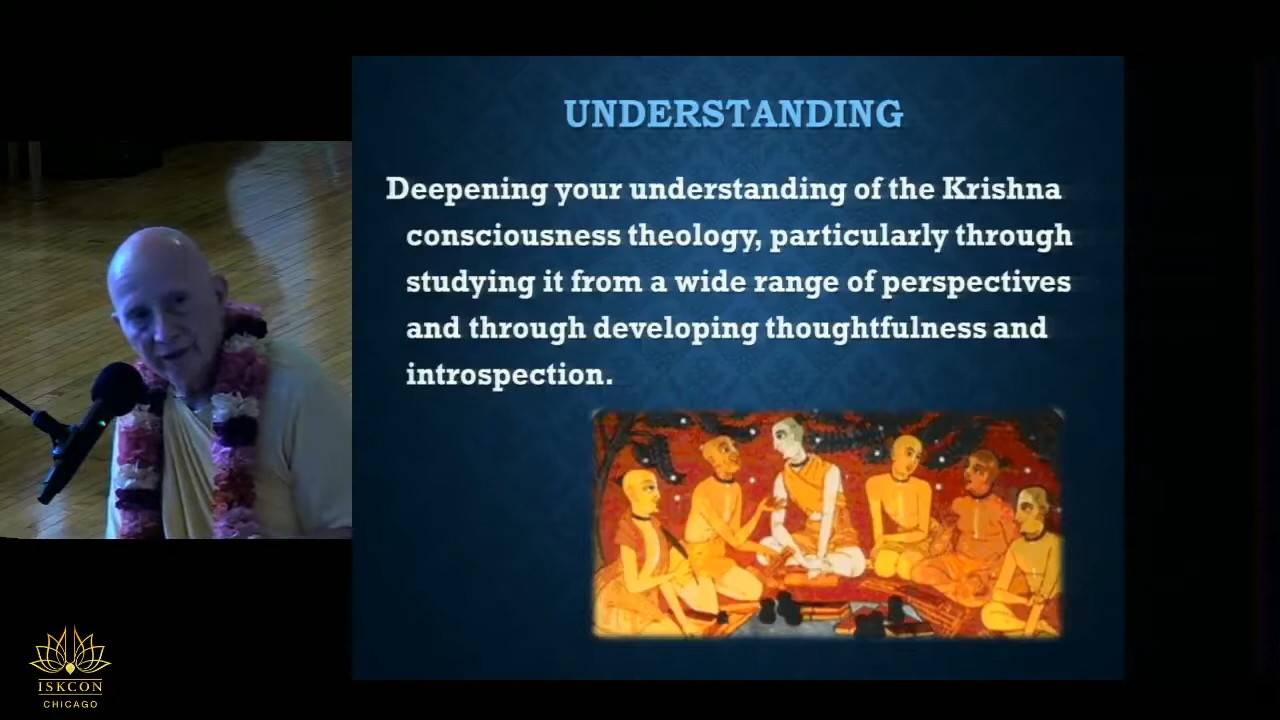 UNDERSTANDING
Deepening your understanding of the Krishna
consciousness theology, particularly through
studying it from a wide range of perspectives
and through developing thoughtfulness and
introspection.
ISKCON
CHICAGO